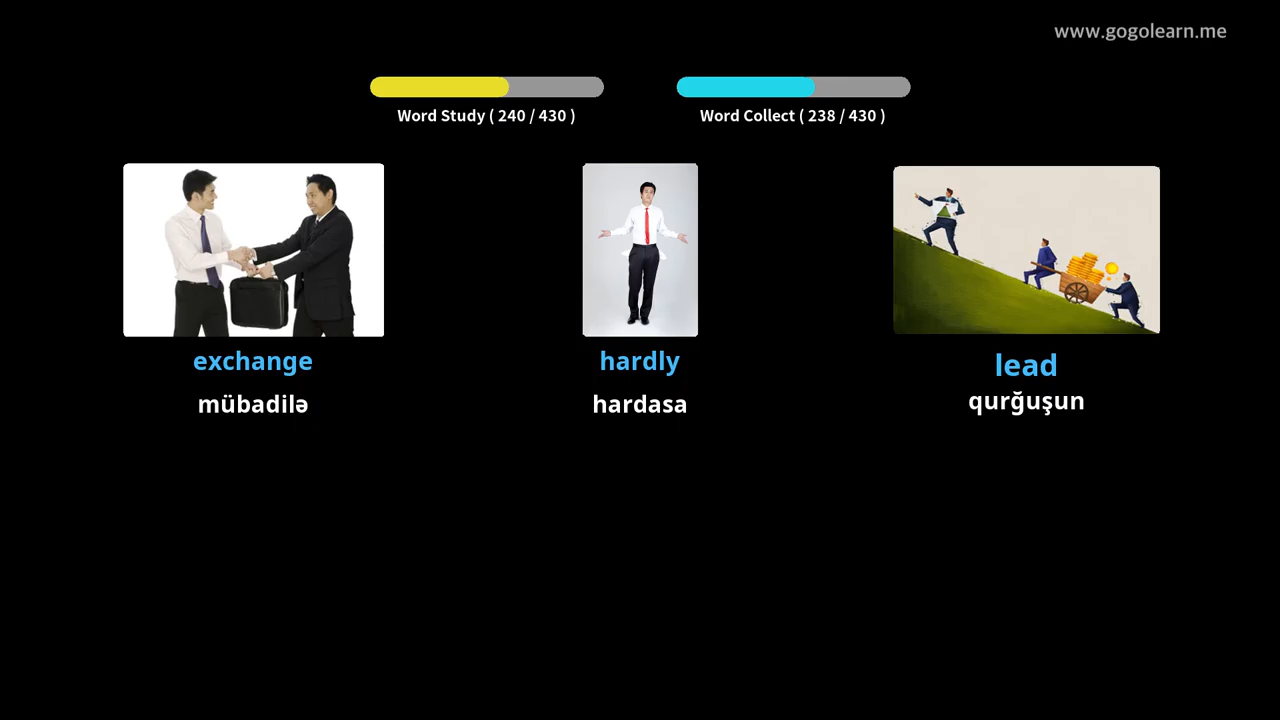 www.gogolearn.me
Word Study ( 240 / 430 )
Word Collect ( 238 / 430 )
exchange
mübadilə
hardly
hardasa
lead
qurğuşun